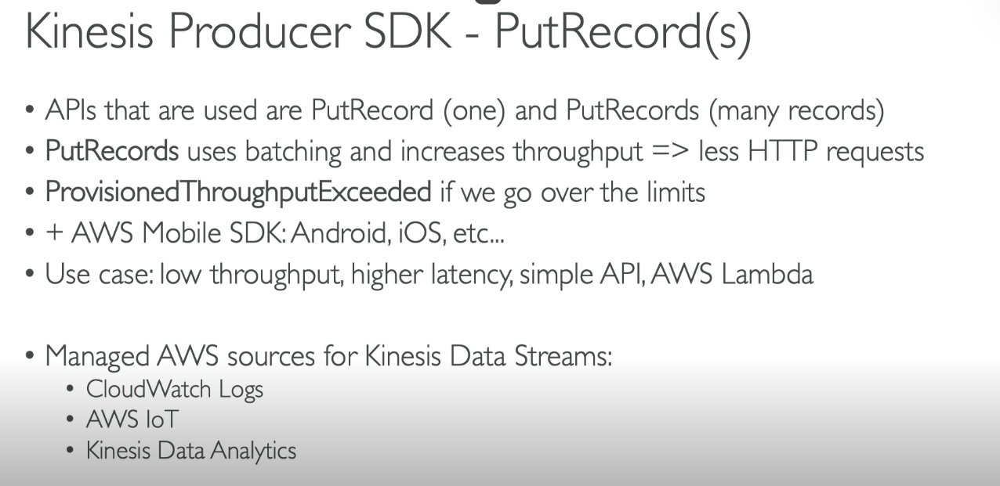 Kinesis Producer SDK - PutRecord(s)
• APIs that are used are PutRecord (one) and PutRecords (many records)
• PutRecords uses batching and increases throughput => less HTTP requests
• ProvisionedThroughputExceeded if we go over the limits
• + AWS Mobile SDK: Android, iOS, etc...
• Use case: low throughput, higher latency, simple API, AWS Lambda
• Managed AWS sources for Kinesis Data Streams:
• CloudWatch Logs
• AWS IoT
• Kinesis Data Analytics